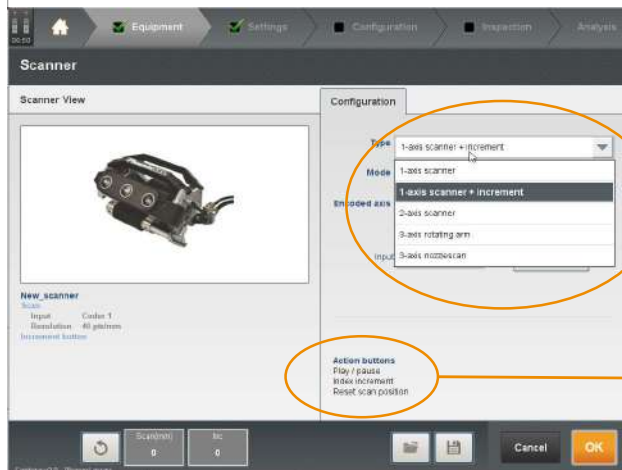 00:50
Equipment
Settings
Configuration
Inspection
Analysis
Scanner
Scanner View
Configuration
Type
1-axis scanner + increment
Mode
1-axis scanner
1-axis scanner + increment
Encoded axis
2-axis scanner
3-axis rotating arm
Input
3-axis nozzlescan
New_scanner
Scan
Input Coder 1
Resolution 40 pts/mm
Increment button
Action buttons
Play / pause
Index increment
Reset scan position
Scan(mm)
0
Inc
0
Cancel
OK